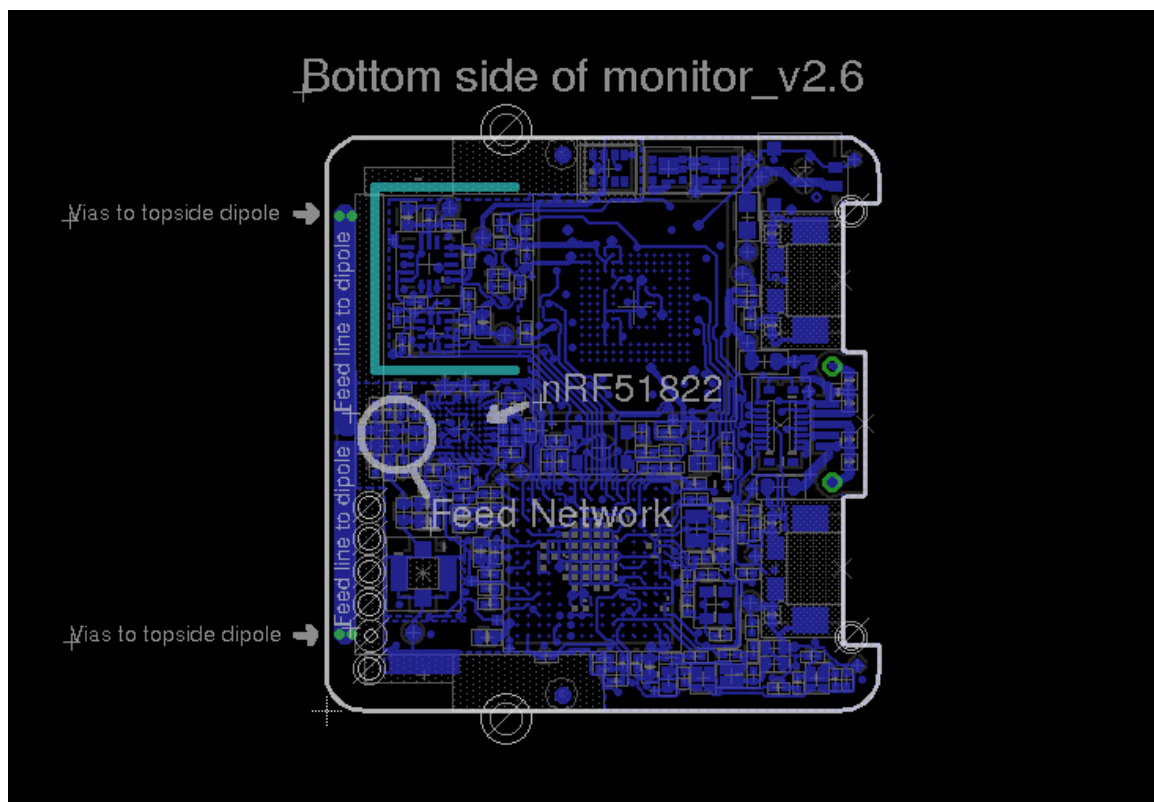 Bottom side of monitor_v2.6
Vias to topside dipole
Feed line to dipole
nRF51822
Feed Network
Feed line to dipole
Vias to topside dipole